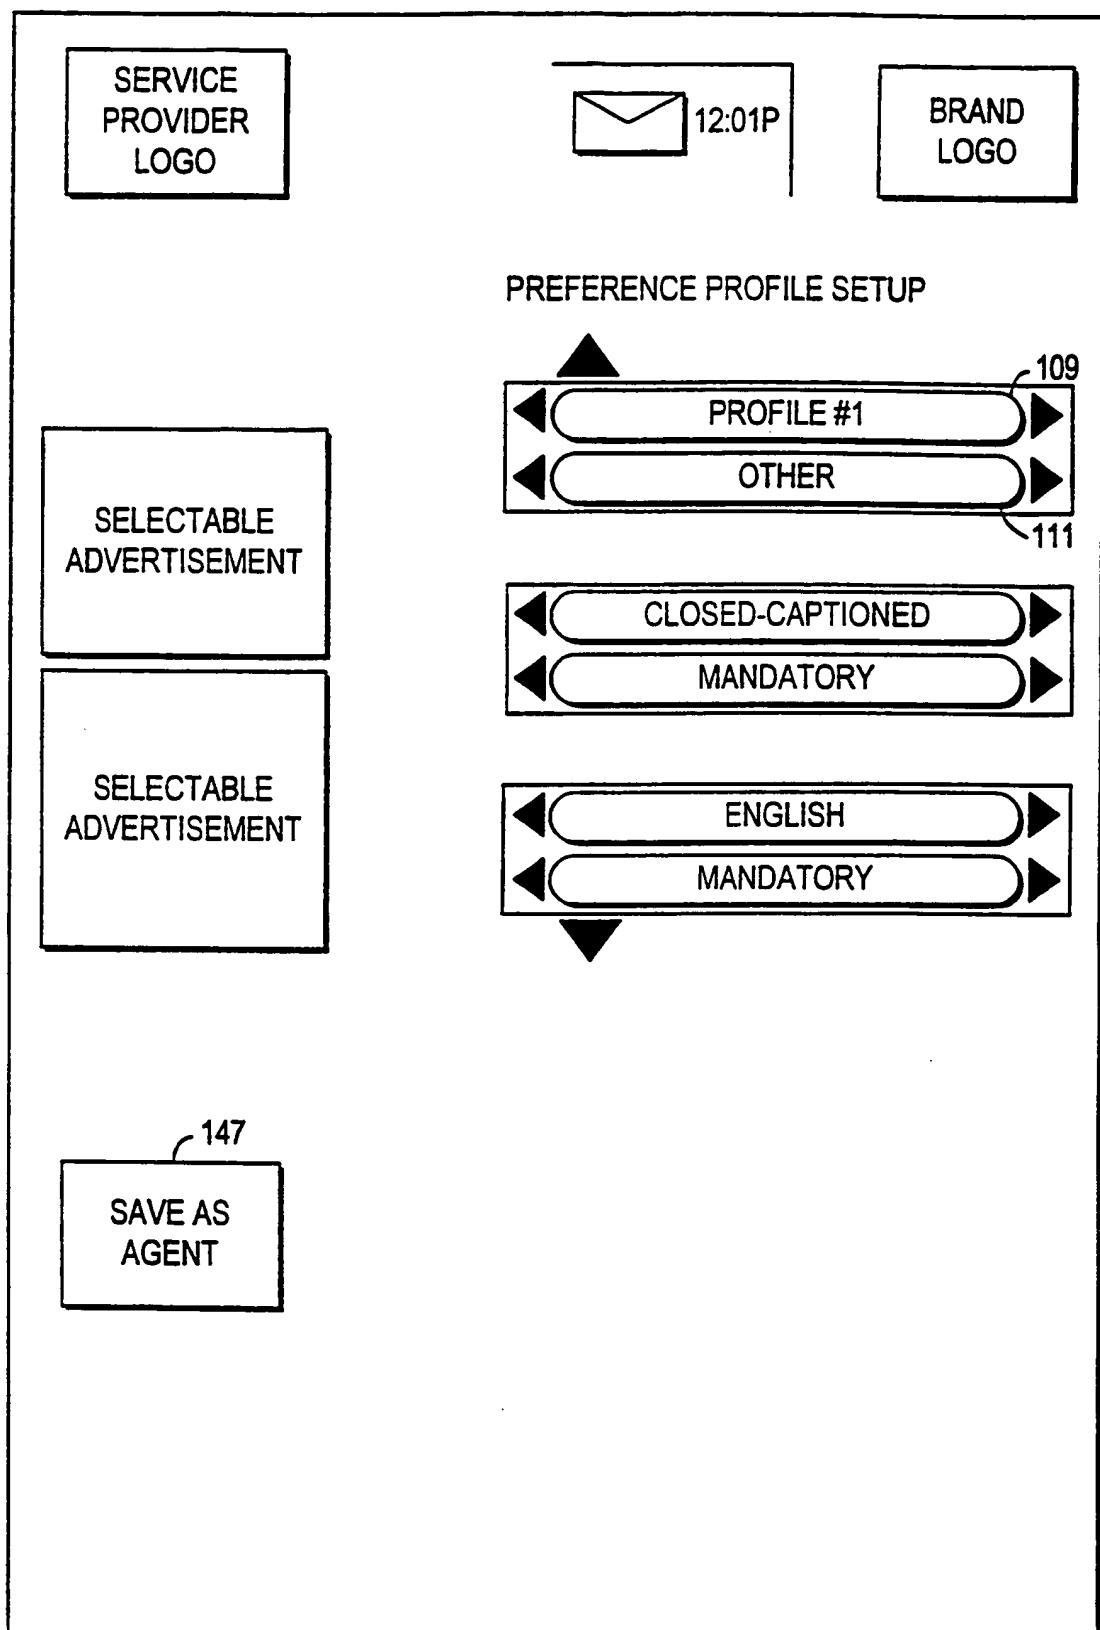 SERVICE
PROVIDER
LOGO
12:01P
BRAND
LOGO
PREFERENCE PROFILE SETUP
109
PROFILE #1
OTHER
111
SELECTABLE
ADVERTISEMENT
CLOSED-CAPTIONED
MANDATORY
SELECTABLE
ADVERTISEMENT
ENGLISH
MANDATORY
147
SAVE AS
AGENT